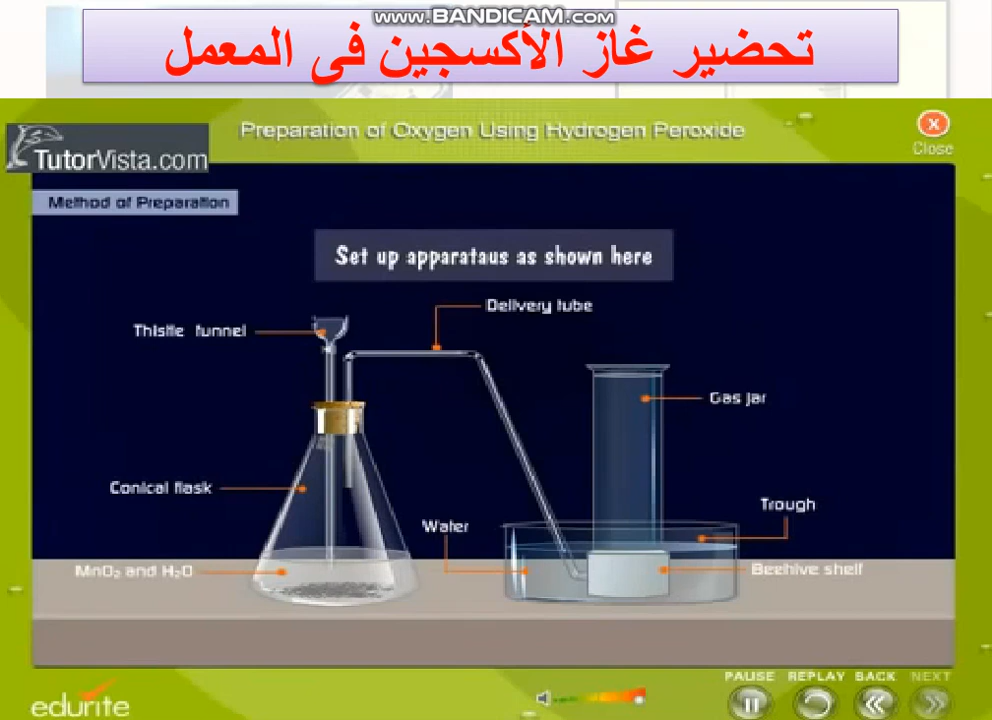 www.BANDICAM.com
تحضير غاز الأكسجين فى المعمل
Preparation of Oxygen Using Hydrogen Peroxide
Close
TutorVista.com
Method of Preparation
Set up apparataus as shown here
Delivery tube
Thistle funnel
Gas jar
Conical flask
Trough
Water
MnO₂ and H₂O
Beehive shelf
PAUSE REPLAY BACK NEXT
edurite